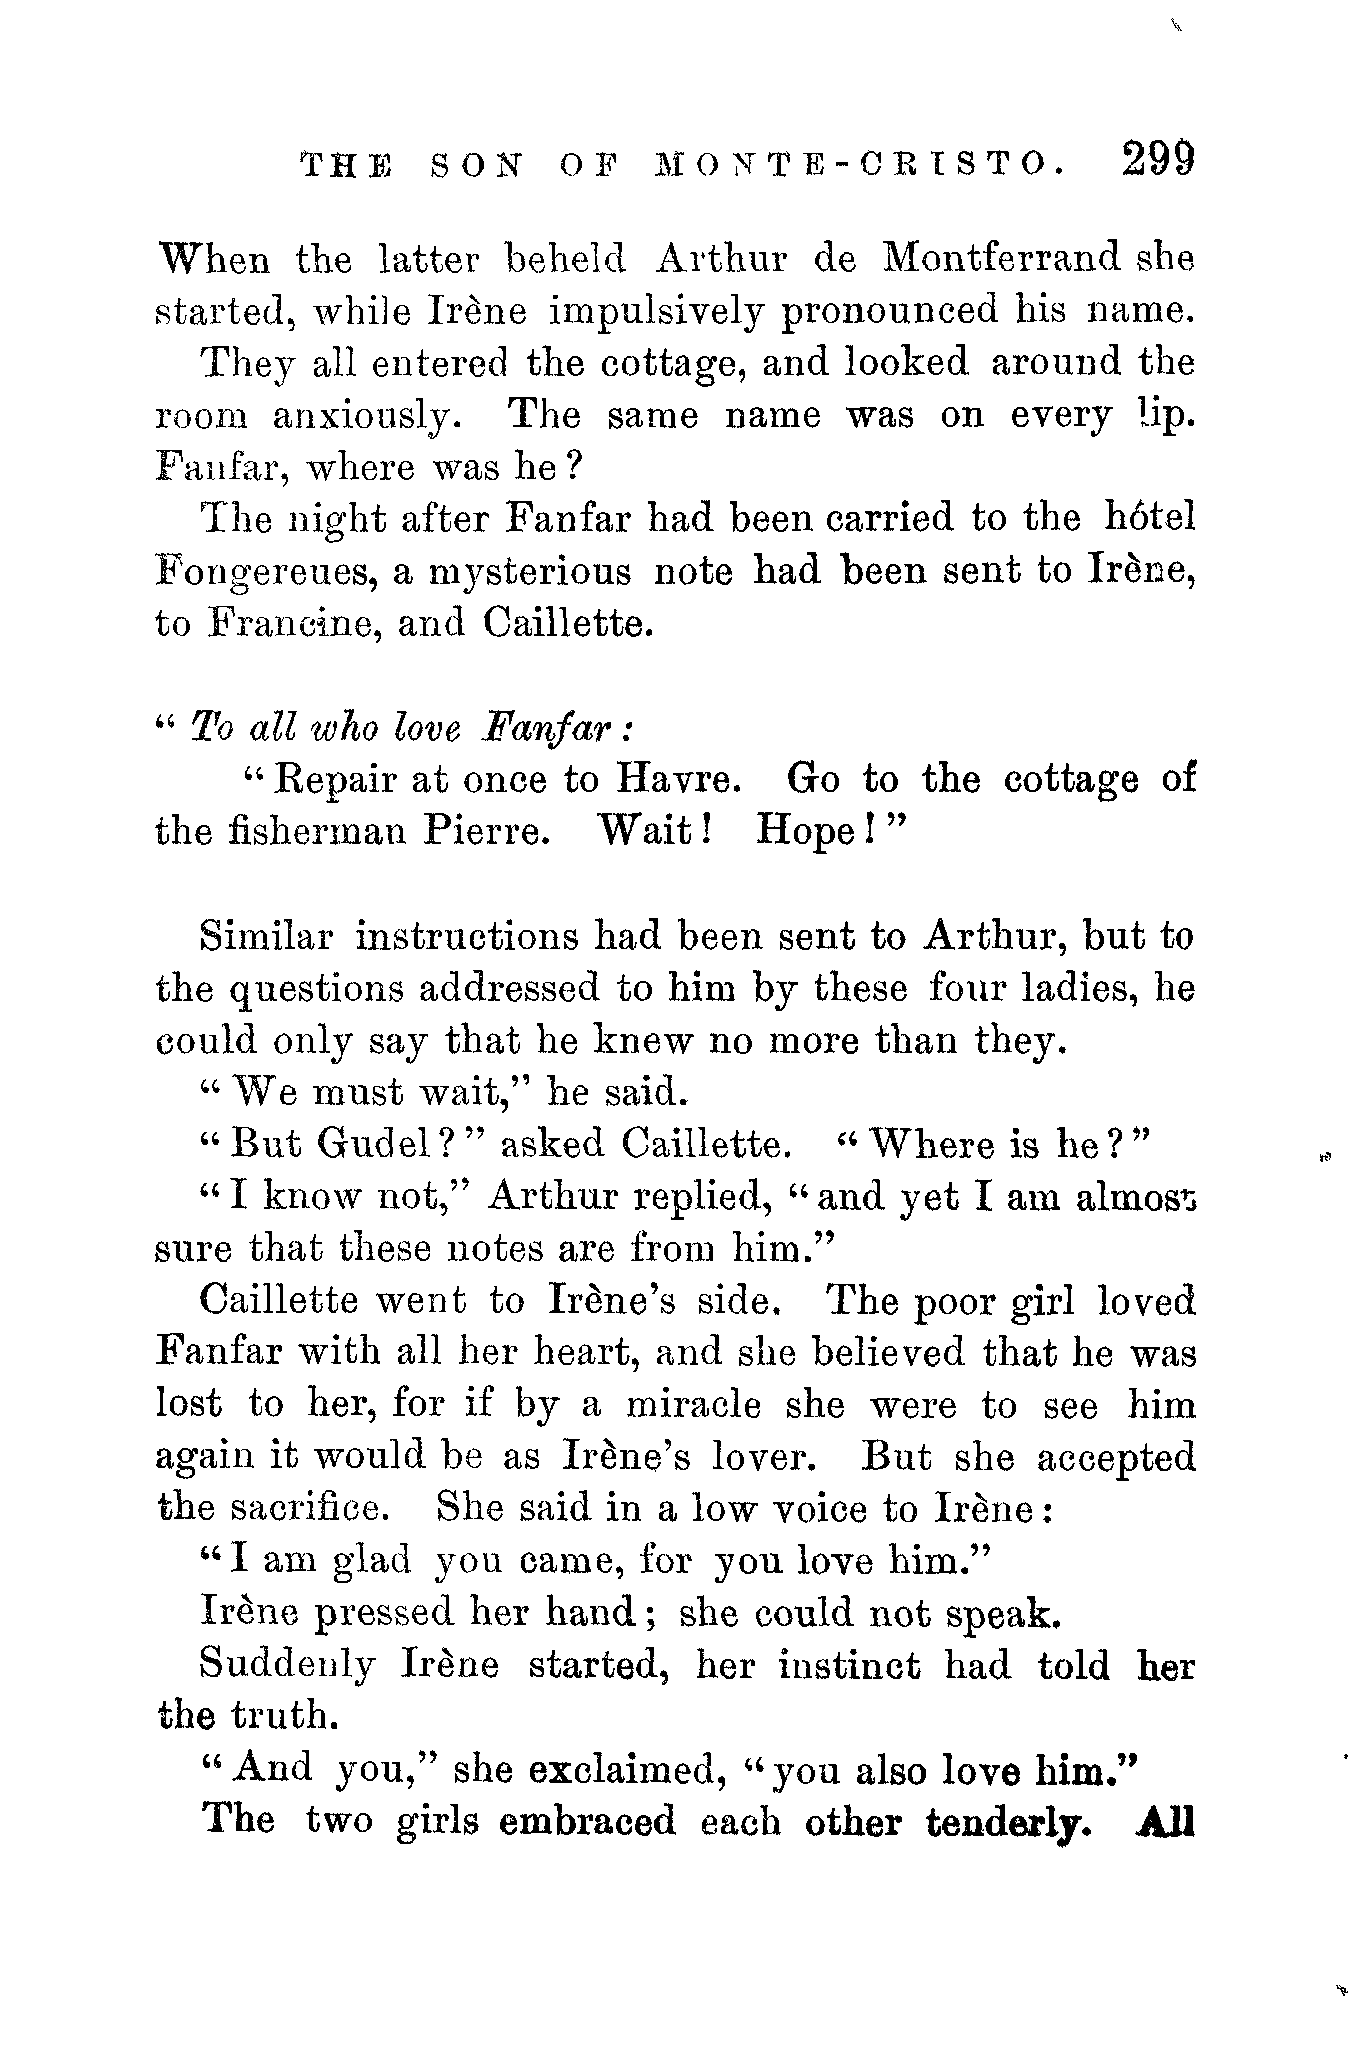 THE SON OF MONTE-CRISTO. 299
When the latter beheld Arthur de Montferrand she
started, while Irène impulsively pronounced his name.
They all entered the cottage, and looked around the
room anxiously. The same name was on every lip.
Fanfar, where was he?
The night after Fanfar had been carried to the hôtel
Fongereues, a mysterious note had been sent to Irène,
to Francine, and Caillette.
"To all who love Fanfar:
"Repair at once to Havre. Go to the cottage of
the fisherman Pierre. Wait! Hope!"
Similar instructions had been sent to Arthur, but to
the questions addressed to him by these four ladies, he
could only say that he knew no more than they.
"We must wait," he said.
"But Gudel?" asked Caillette. "Where is he?"
"I know not," Arthur replied, "and yet I am almost
sure that these notes are from him."
Caillette went to Irène's side. The poor girl loved
Fanfar with all her heart, and she believed that he was
lost to her, for if by a miracle she were to see him
again it would be as Irène's lover. But she accepted
the sacrifice. She said in a low voice to Irène:
"I am glad you came, for you love him."
Irène pressed her hand; she could not speak.
Suddenly Irène started, her instinct had told her
the truth.
"And you," she exclaimed, "you also love him."
The two girls embraced each other tenderly. All